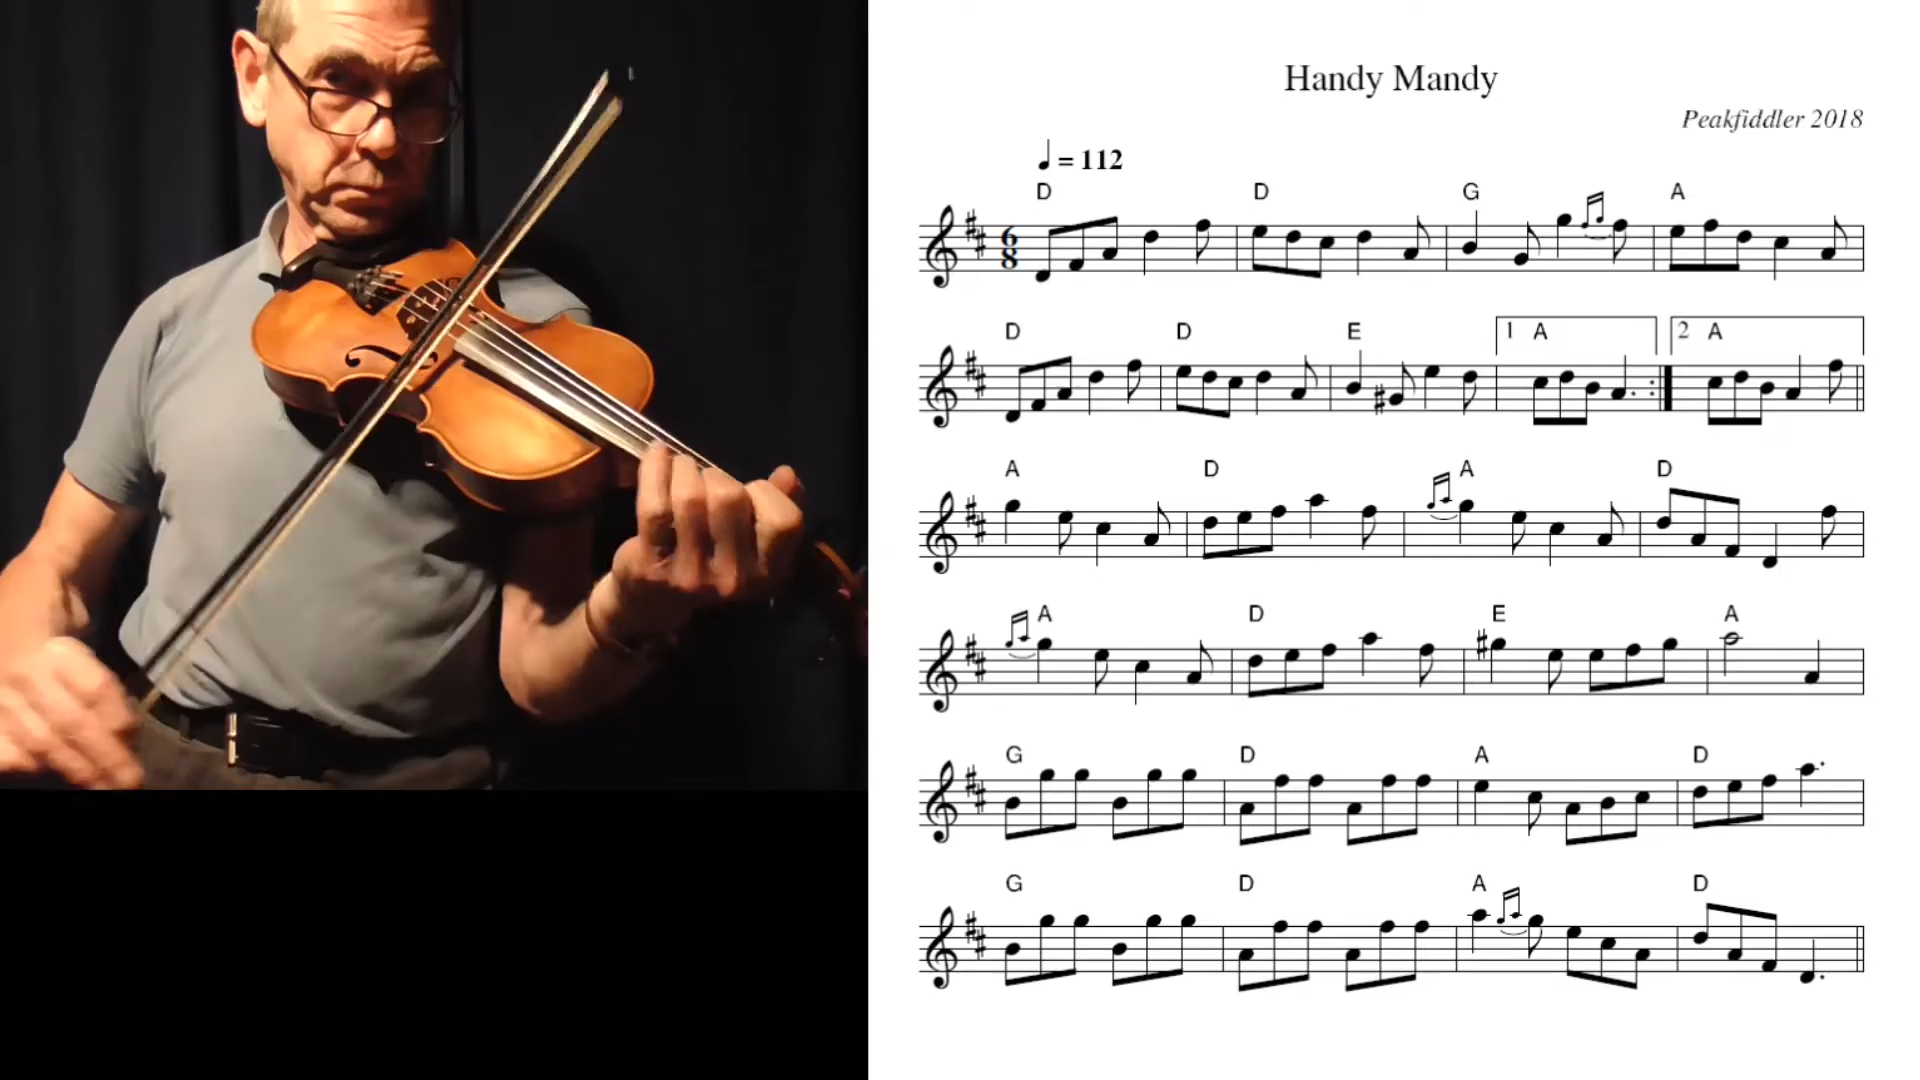 Handy Mandy
Peakfiddler 2018
= 112
D D G A
6
8
D D E 1 A 2 A
A D A D
A D E A
G D A D
G D A D